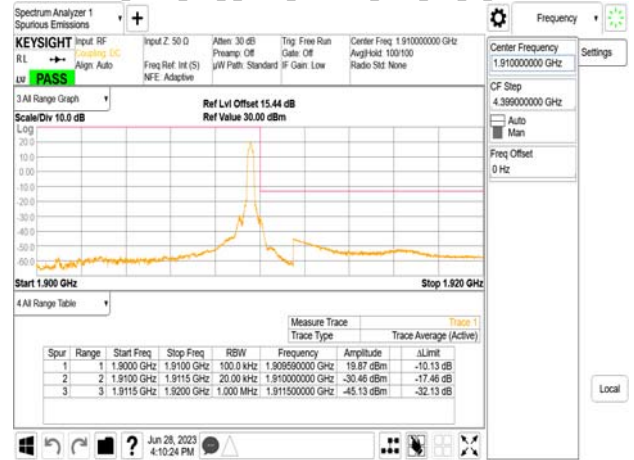 Spectrum Analyzer 1
Spurious Emissions
Frequency
KEYSIGHT
RL
PASS
Input: RF
Coupling: DC
Align: Auto
Input Z: 50 Ω
Freq Ref: Int (S)
NFE: Adaptive
Atten: 30 dB
Preamp: Off
µW Path: Standard
Trig: Free Run
Gate: Off
IF Gain: Low
Center Freq: 1.910000000 GHz
Avg|Hold: 100/100
Radio Std: None
Center Frequency
1.910000000 GHz
Settings
CF Step
4.399000000 GHz
Auto
Man
Freq Offset
0 Hz
Local
3 All Range Graph
Scale/Div 10.0 dB
Ref Lvl Offset 15.44 dB
Ref Value 30.00 dBm
Log
20.0
10.0
0.00
-10.0
-20.0
-30.0
-40.0
-50.0
-60.0
Start 1.900 GHz
Stop 1.920 GHz
4 All Range Table
Measure Trace Trace 1
Trace Type Trace Average (Active)
Spur Range Start Freq Stop Freq RBW Frequency Amplitude ΔLimit
1 1 1.9000 GHz 1.9100 GHz 100.0 kHz 1.909590000 GHz 19.87 dBm -10.13 dB
2 2 1.9100 GHz 1.9115 GHz 20.00 kHz 1.910000000 GHz -30.46 dBm -17.46 dB
3 3 1.9115 GHz 1.9200 GHz 1.000 MHz 1.911500000 GHz -45.13 dBm -32.13 dB
Jun 28, 2023
4:10:24 PM